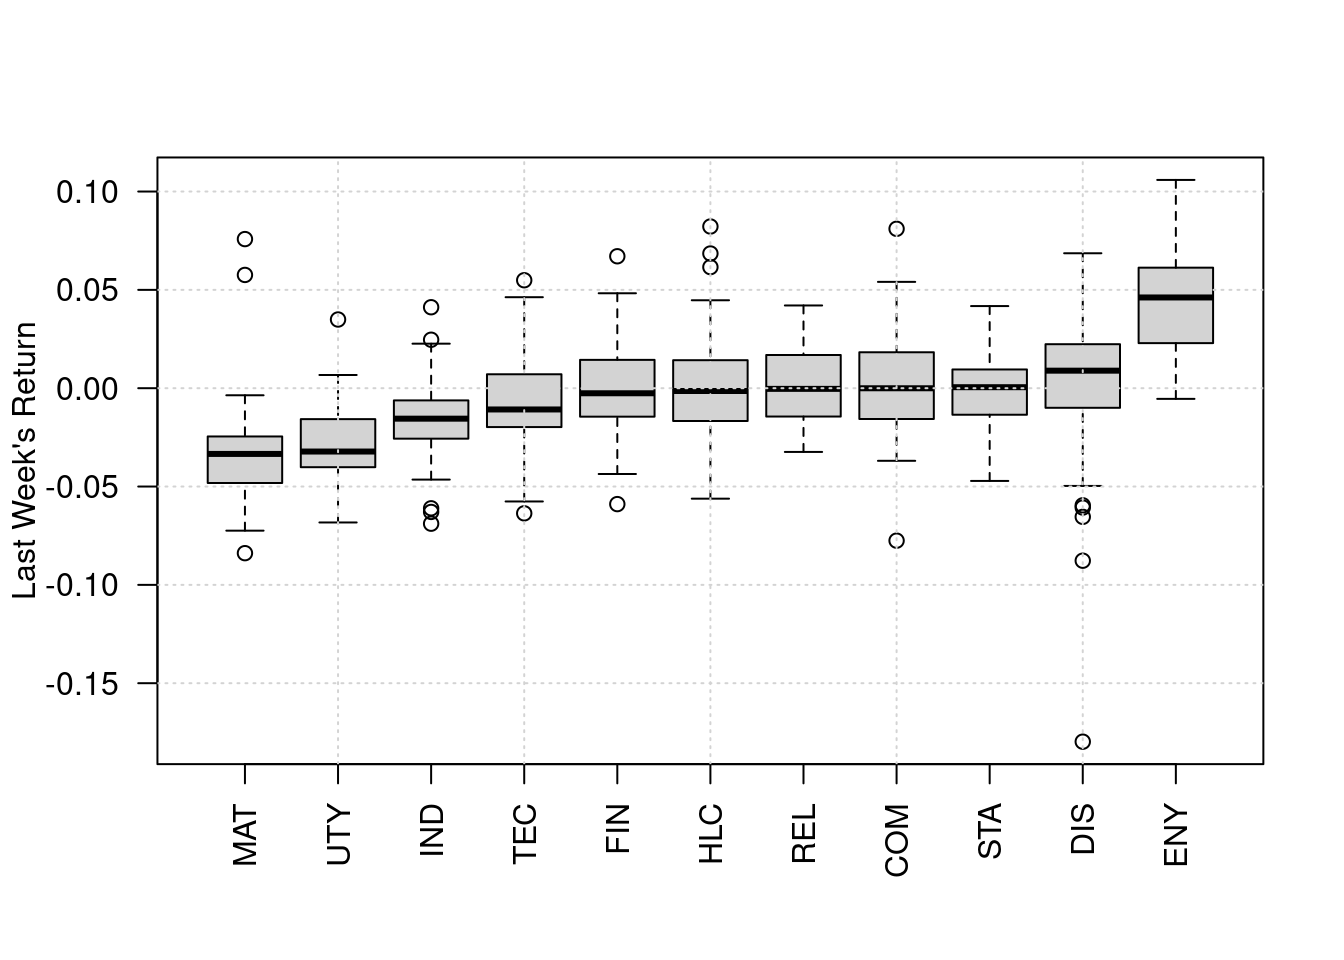 Last Week's Return
0.10
0.05
0.00
-0.05
-0.10
-0.15
MAT
UTY
IND
TEC
FIN
HLC
REL
COM
STA
DIS
ENY